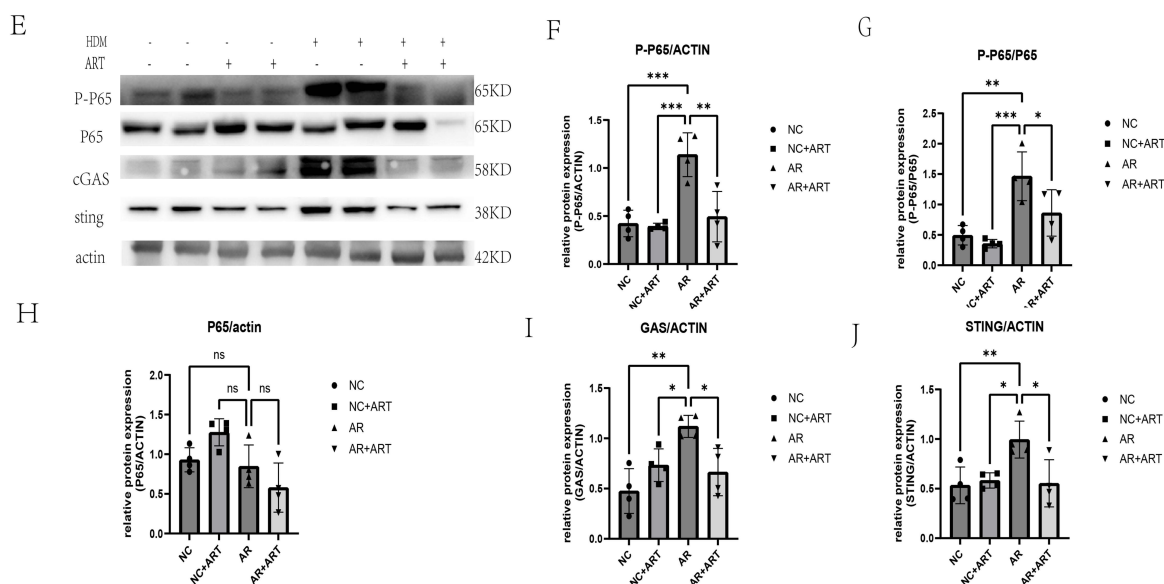 E
HDM - - - - + + + +
ART - - + + - - + +
P-P65 65KD
P65 65KD
cGAS 58KD
sting 38KD
actin 42KD
F
P-P65/ACTIN
relative protein expression
(P-P65/ACTIN)
1.5
1.0
0.5
0.0
***
*** **
NC
NC+ART
AR
AR+ART
NC
NC+ART
AR
AR+ART
G
P-P65/P65
relative protein expression
(P-P65/P65)
2.5
2.0
1.5
1.0
0.5
0.0
**
*** *
NC
NC+ART
AR
AR+ART
NC
NC+ART
AR
AR+ART
H
P65/actin
relative protein expression
(P65/ACTIN)
2.0
1.5
1.0
0.5
0.0
ns
ns ns
NC
NC+ART
AR
AR+ART
NC
NC+ART
AR
AR+ART
I
GAS/ACTIN
relative protein expression
(GAS/ACTIN)
1.5
1.0
0.5
0.0
**
* *
NC
NC+ART
AR
AR+ART
NC
NC+ART
AR
AR+ART
J
STING/ACTIN
relative protein expression
(STING/ACTIN)
1.5
1.0
0.5
0.0
**
* *
NC
NC+ART
AR
AR+ART
NC
NC+ART
AR
AR+ART